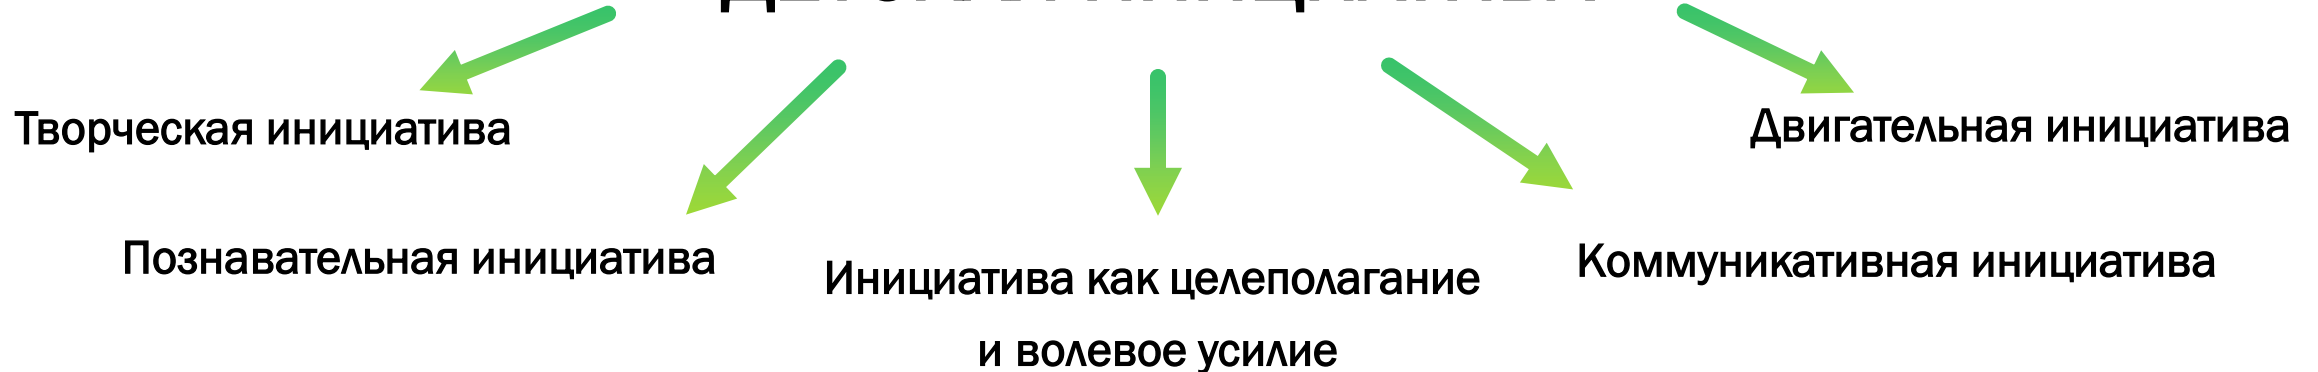 Творческая инициатива
Двигательная инициатива
Познавательная инициатива
Инициатива как целеполагание
и волевое усилие
Коммуникативная инициатива